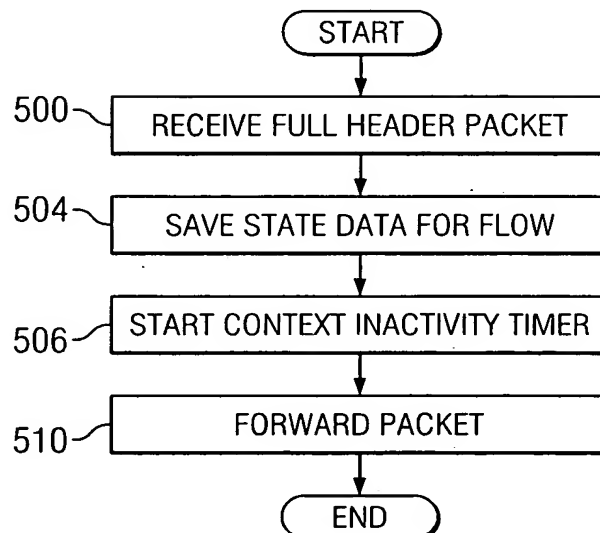 START
500 RECEIVE FULL HEADER PACKET
504 SAVE STATE DATA FOR FLOW
506 START CONTEXT INACTIVITY TIMER
510 FORWARD PACKET
END